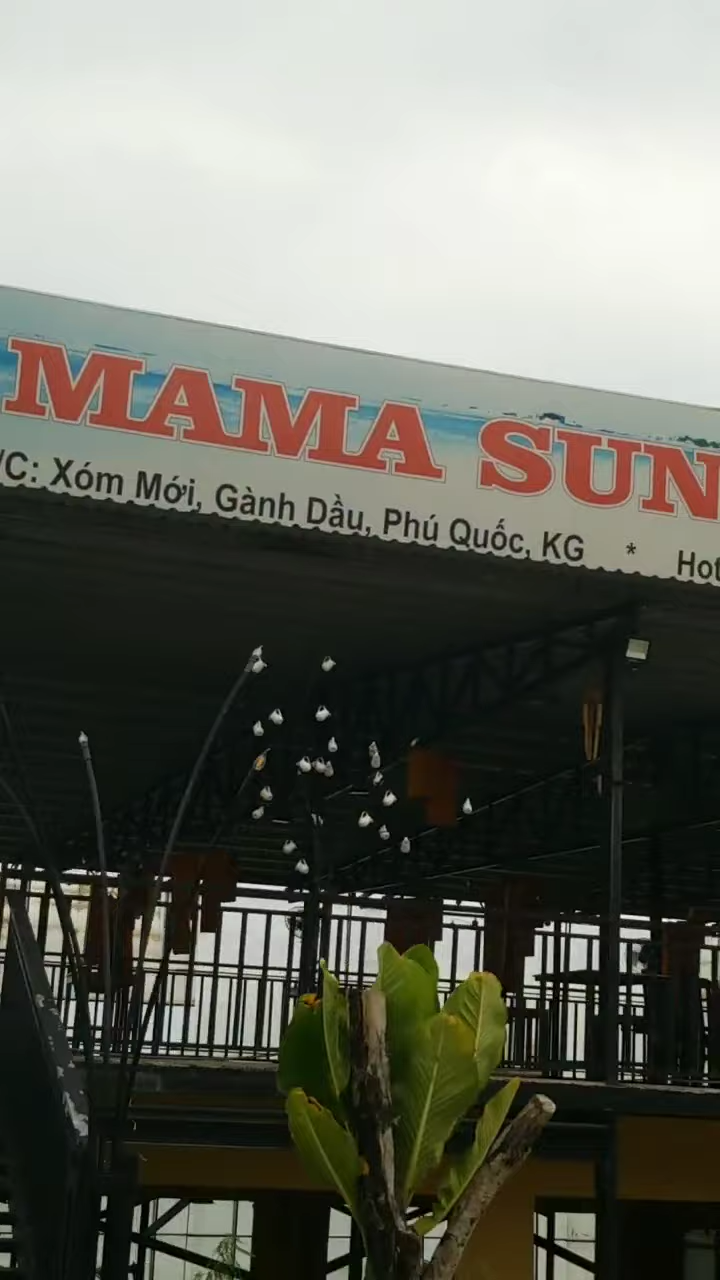 MAMA SUN
/C: Xóm Mới, Gành Dầu, Phú Quốc, KG * Hot